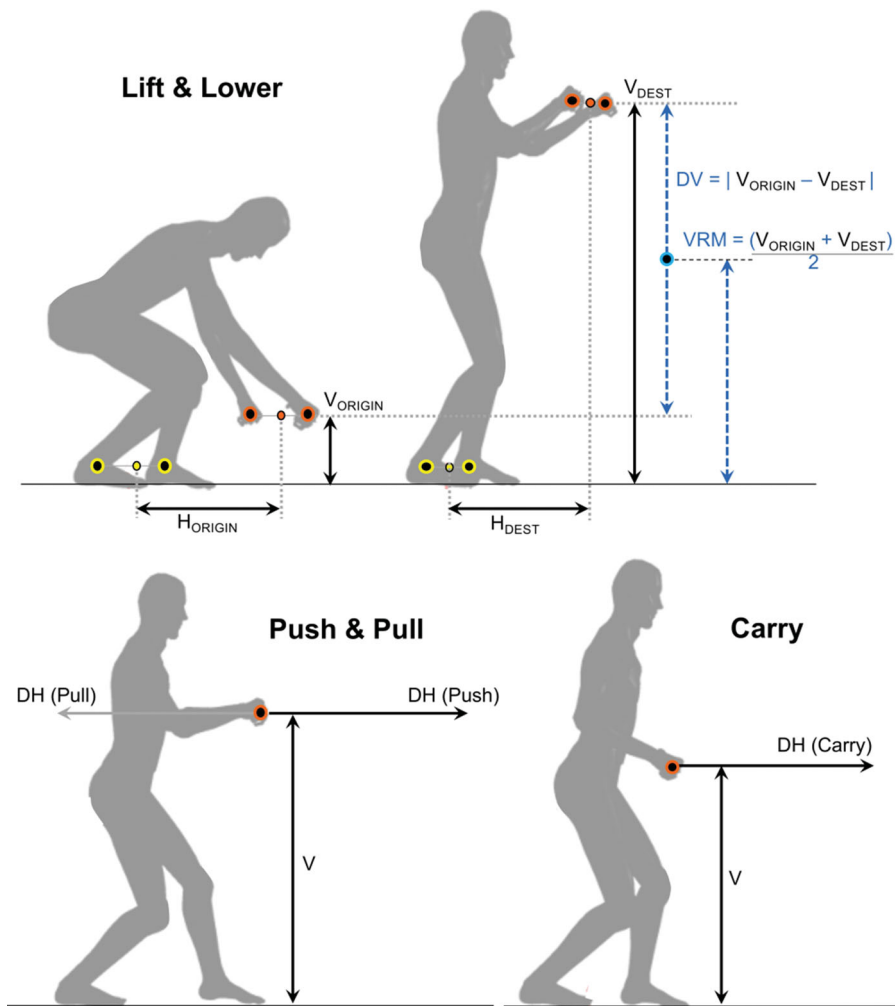 Lift & Lower
V_DEST
DV = | V_ORIGIN – V_DEST |
VRM = (V_ORIGIN + V_DEST)
2
V_ORIGIN
H_ORIGIN
H_DEST
Push & Pull
Carry
DH (Pull)
DH (Push)
DH (Carry)
V
V